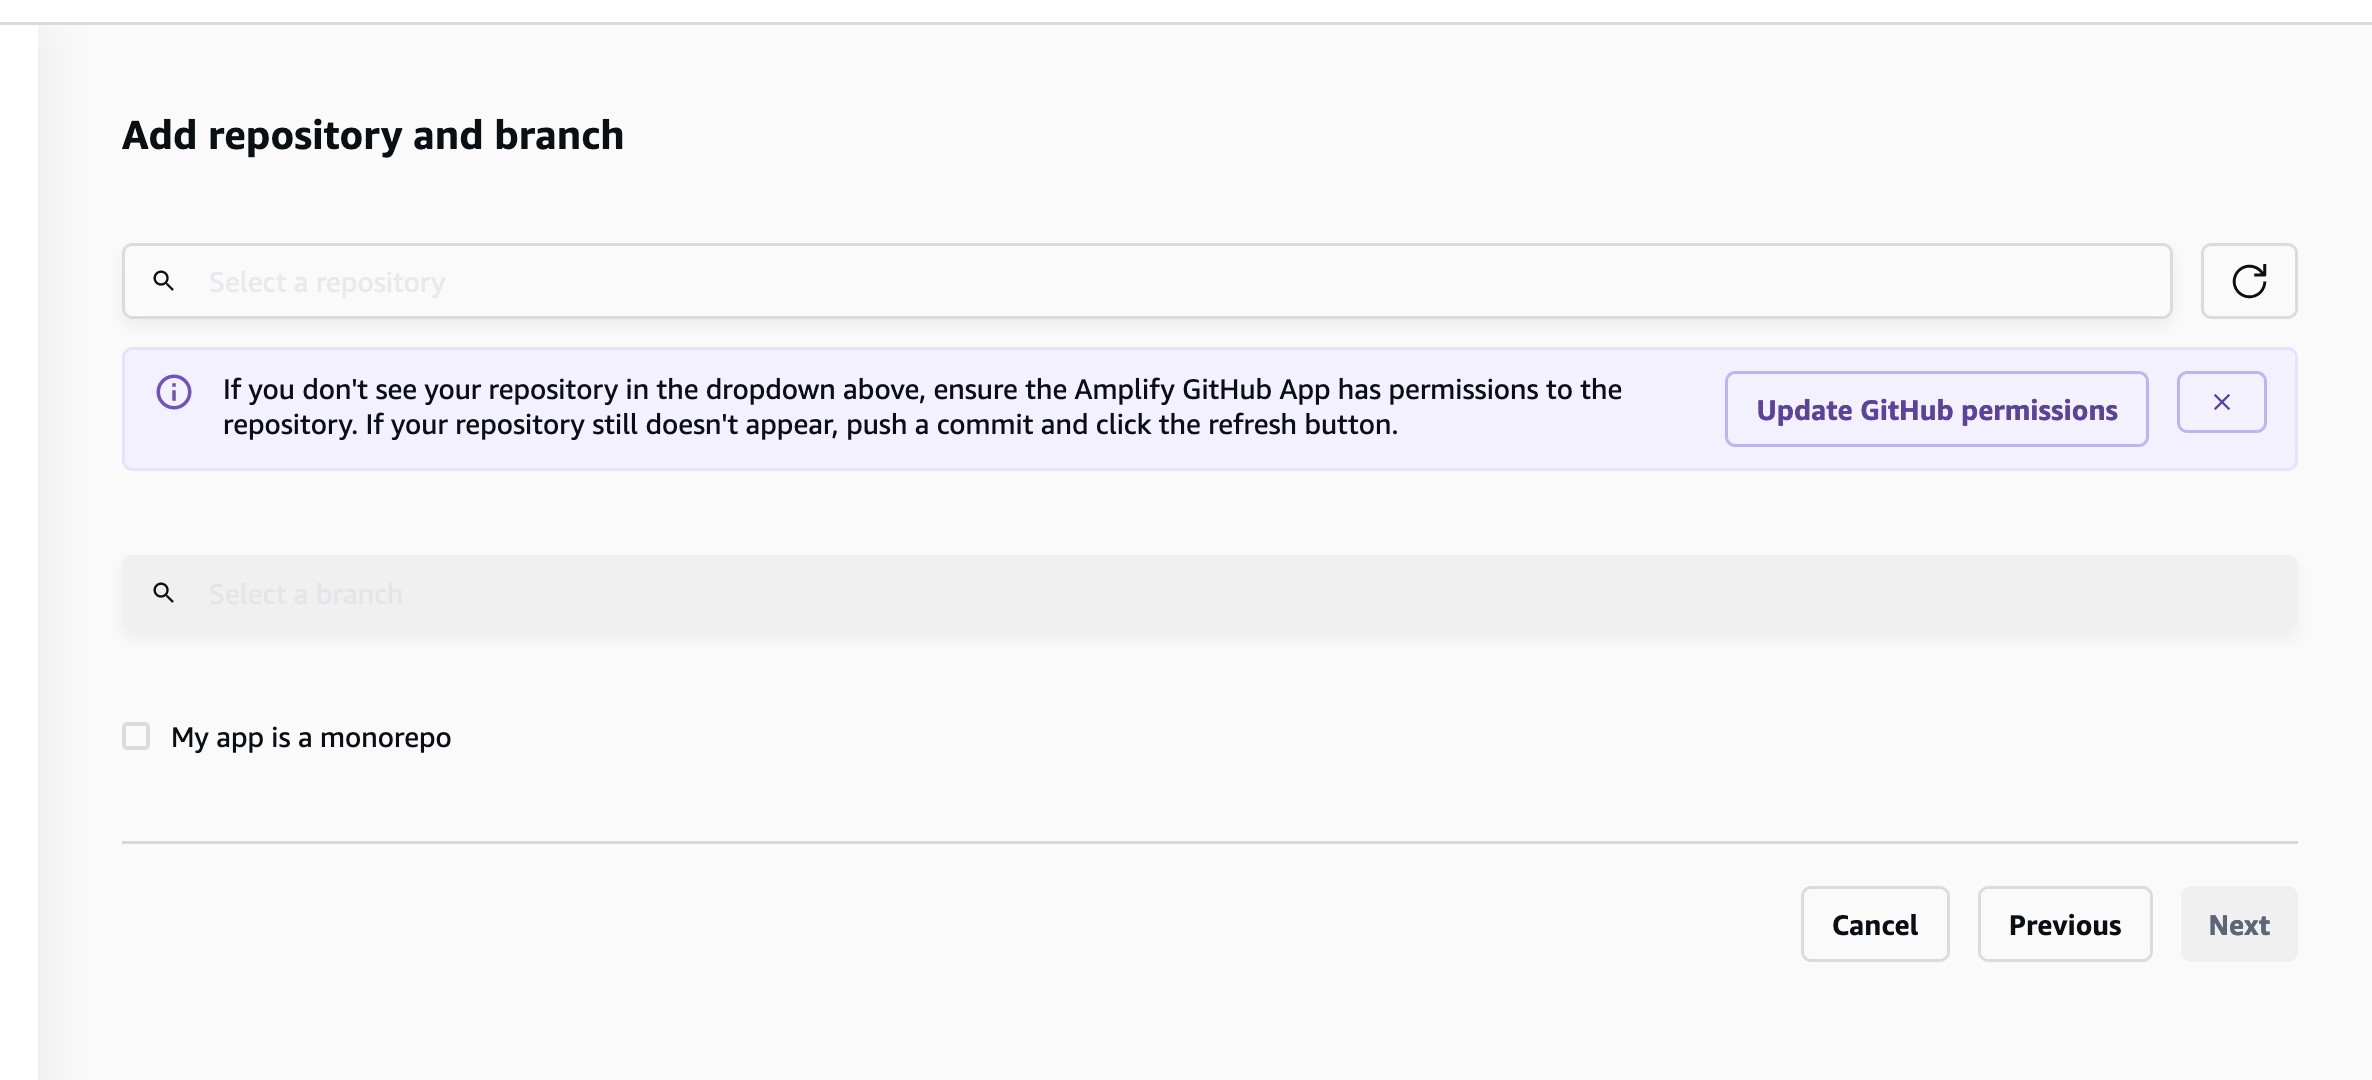 Add repository and branch
Select a repository
If you don't see your repository in the dropdown above, ensure the Amplify GitHub App has permissions to the
repository. If your repository still doesn't appear, push a commit and click the refresh button.
Update GitHub permissions
Select a branch
My app is a monorepo
Cancel
Previous
Next